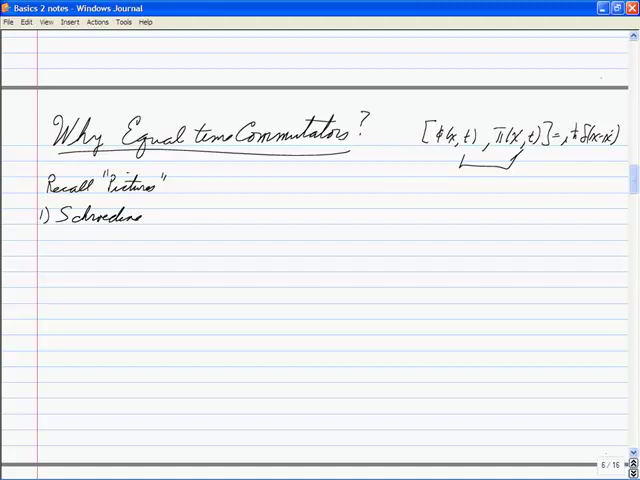 Basics 2 notes - Windows Journal
File Edit View Insert Actions Tools Help
Why Equal time Commutators?
[ϕ(x, t), π(x', t)] = iħ δ(x-x')
Recall "Pictures"
1) Schroedine
6 / 16